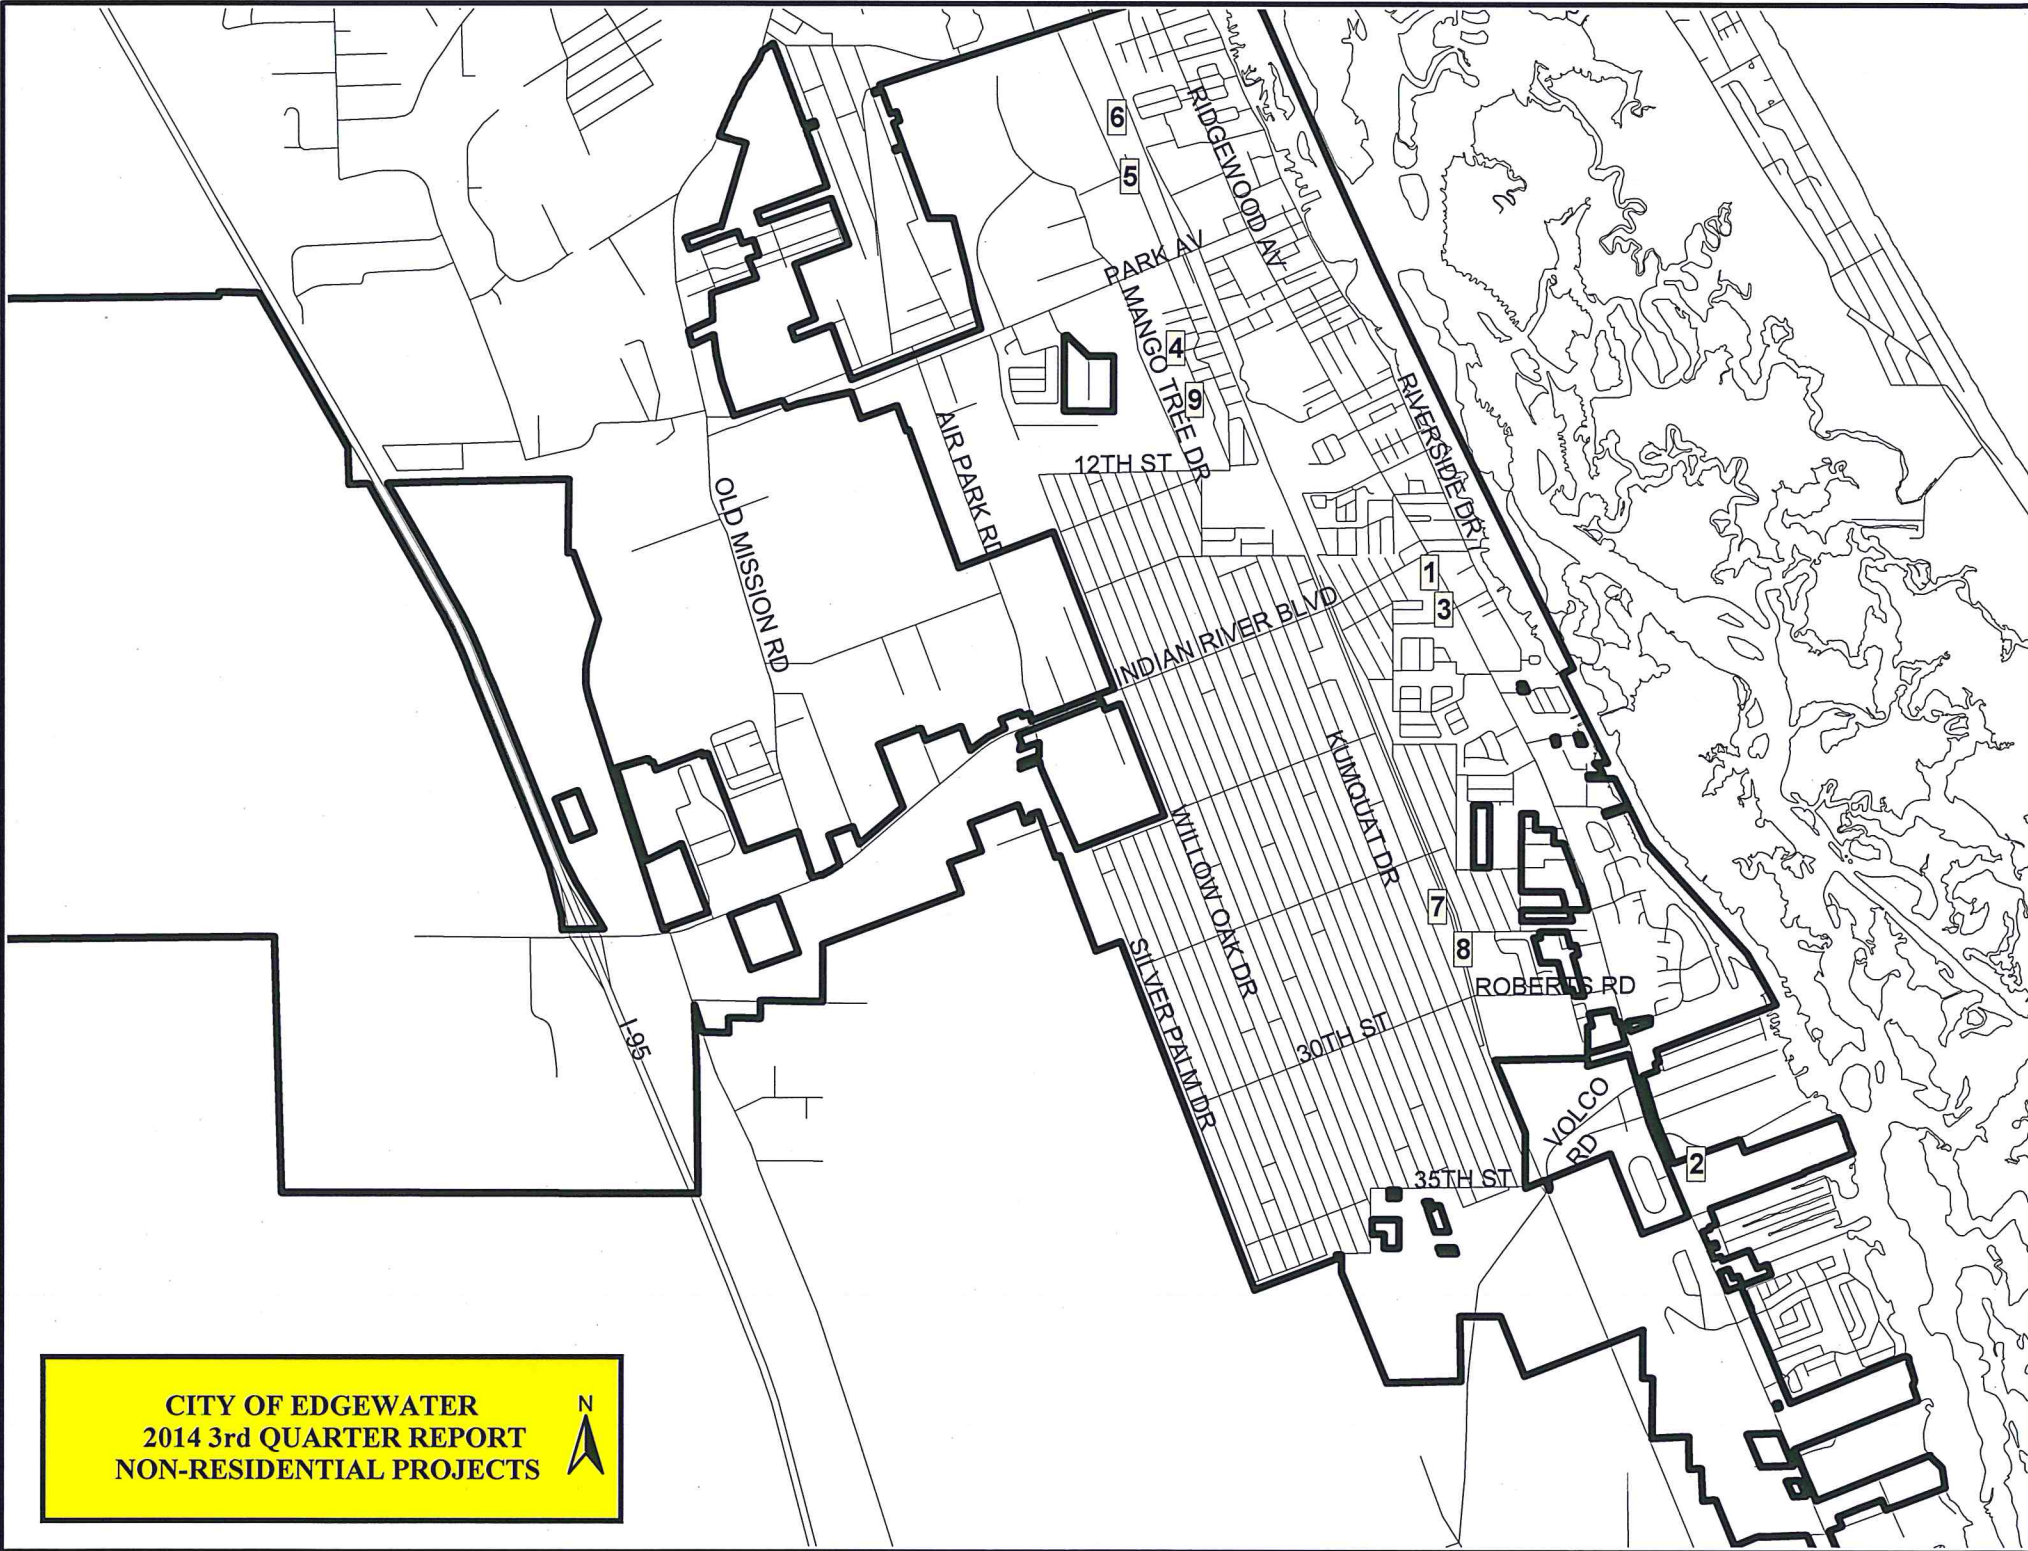 6
RIDGEWOOD AV
5
PARK AV
MANGO TREE DR
4
9
RIVERSIDE DR
AIR PARK RD
12TH ST
OLD MISSION RD
1
3
INDIAN RIVER BLVD
KUMQUAT DR
WILLOW OAK DR
7
8
SILVER PALM DR
ROBERTS RD
I-95
30TH ST
VOLCO
RD
2
35TH ST
CITY OF EDGEWATER
2014 3rd QUARTER REPORT
NON-RESIDENTIAL PROJECTS
N